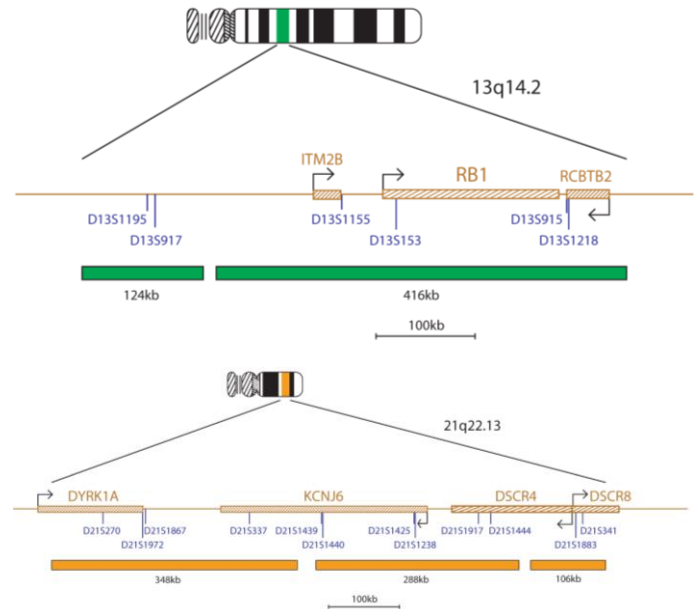 13q14.2
ITM2B RB1 RCBTB2
D13S1195 D13S1155 D13S915
D13S917 D13S153 D13S1218
124kb 416kb
100kb
21q22.13
DYRK1A KCNJ6 DSCR4 DSCR8
D21S270 D21S1867 D21S337 D21S1439 D21S1425 D21S1917 D21S1444 D21S341
D21S1972 D21S1440 D21S1238 D21S1883
348kb 288kb 106kb
100kb